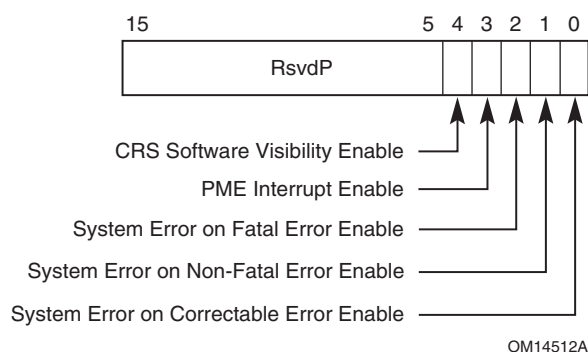 15 5 4 3 2 1 0
RsvdP
CRS Software Visibility Enable
PME Interrupt Enable
System Error on Fatal Error Enable
System Error on Non-Fatal Error Enable
System Error on Correctable Error Enable
OM14512A